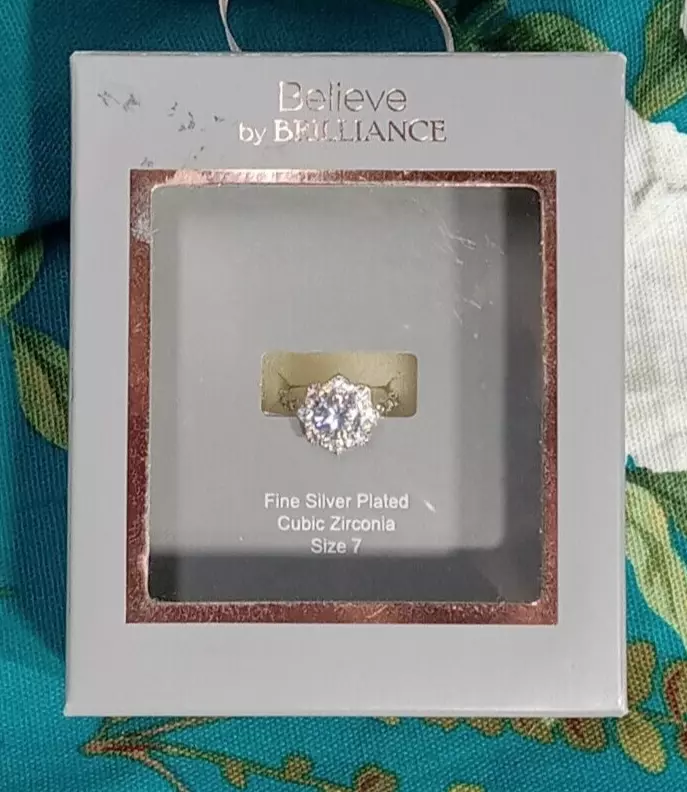 Believe
by BRILLIANCE
Fine Silver Plated
Cubic Zirconia
Size 7